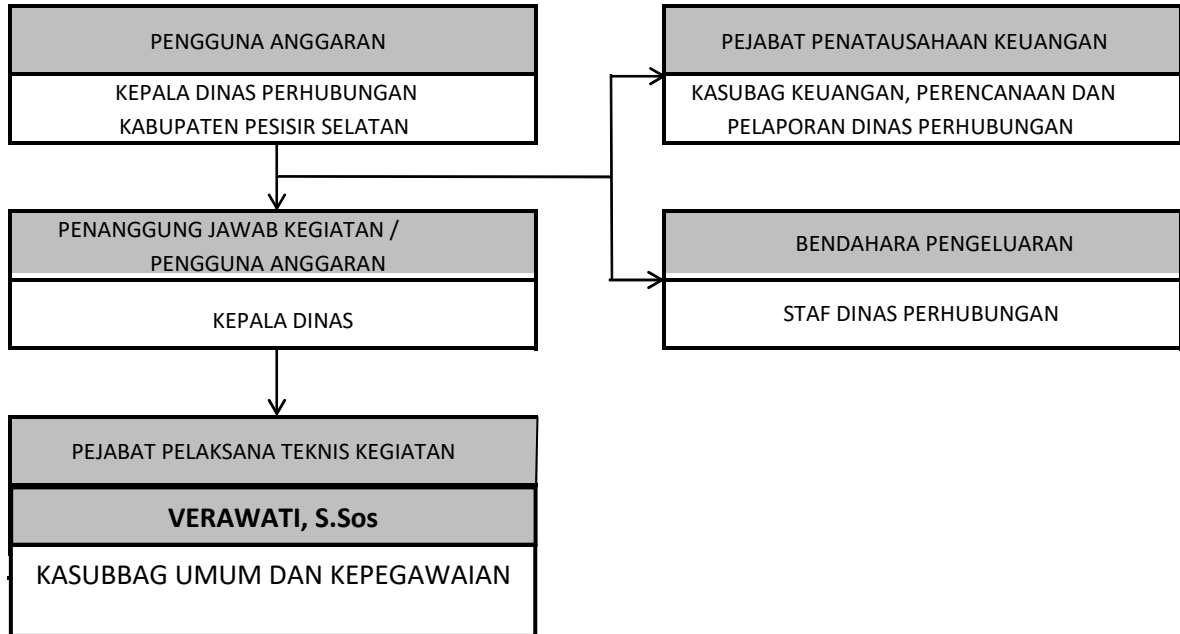 PENGGUNA ANGGARAN
KEPALA DINAS PERHUBUNGAN
KABUPATEN PESISIR SELATAN
PEJABAT PENATAUSAHAAN KEUANGAN
KASUBAG KEUANGAN, PERENCANAAN DAN
PELAPORAN DINAS PERHUBUNGAN
PENANGGUNG JAWAB KEGIATAN /
PENGGUNA ANGGARAN
KEPALA DINAS
BENDAHARA PENGELUARAN
STAF DINAS PERHUBUNGAN
PEJABAT PELAKSANA TEKNIS KEGIATAN
VERAWATI, S.Sos
KASUBBAG UMUM DAN KEPEGAWAIAN